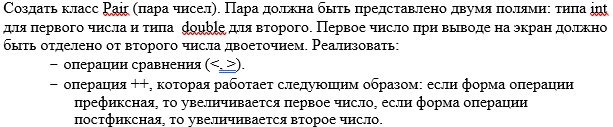 Создать класс Pair (пара чисел). Пара должна быть представлено двумя полями: типа int
для первого числа и типа double для второго. Первое число при выводе на экран должно
быть отделено от второго числа двоеточием. Реализовать:
– операции сравнения (<, >).
– операция ++, которая работает следующим образом: если форма операции
префиксная, то увеличивается первое число, если форма операции
постфиксная, то увеличивается второе число.